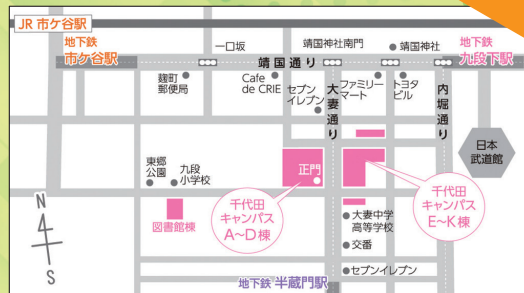 JR 市ケ谷駅
地下鉄
市ケ谷駅
一口坂
靖国神社南門
靖国神社
地下鉄
九段下駅
靖国通り
麹町
郵便局
Cafe
de CRIE
セブン
イレブン
大妻通り
ファミリー
マート
トヨタ
ビル
内堀通り
日本
武道館
東郷
公園
九段
小学校
正門
図書館棟
千代田
キャンパス
A〜D棟
千代田
キャンパス
E〜K棟
大妻中学
高等学校
交番
セブンイレブン
地下鉄 半蔵門駅
N
S